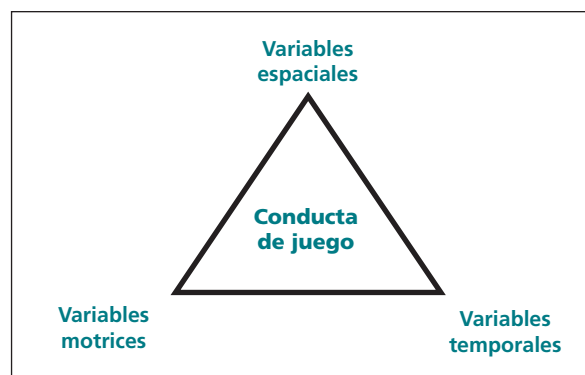 Variables
espaciales
Conducta
de juego
Variables
motrices
Variables
temporales